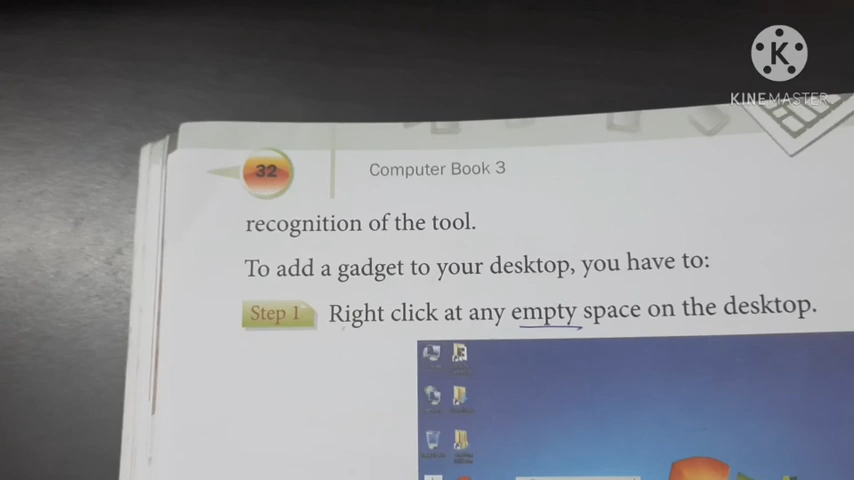 KINEMASTER
32
Computer Book 3
recognition of the tool.
To add a gadget to your desktop, you have to:
Step 1 Right click at any empty space on the desktop.